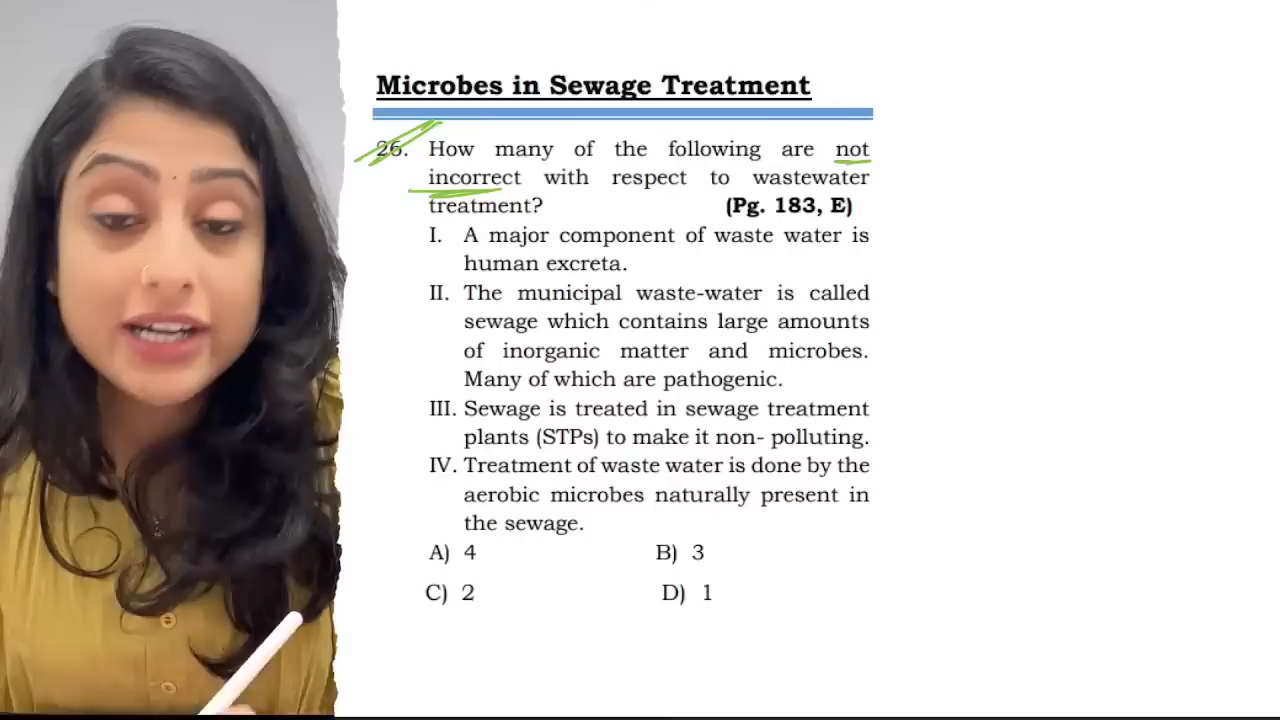 Microbes in Sewage Treatment
26. How many of the following are not
incorrect with respect to wastewater
treatment? (Pg. 183, E)
I. A major component of waste water is
human excreta.
II. The municipal waste-water is called
sewage which contains large amounts
of inorganic matter and microbes.
Many of which are pathogenic.
III. Sewage is treated in sewage treatment
plants (STPs) to make it non- polluting.
IV. Treatment of waste water is done by the
aerobic microbes naturally present in
the sewage.
A) 4 B) 3
C) 2 D) 1